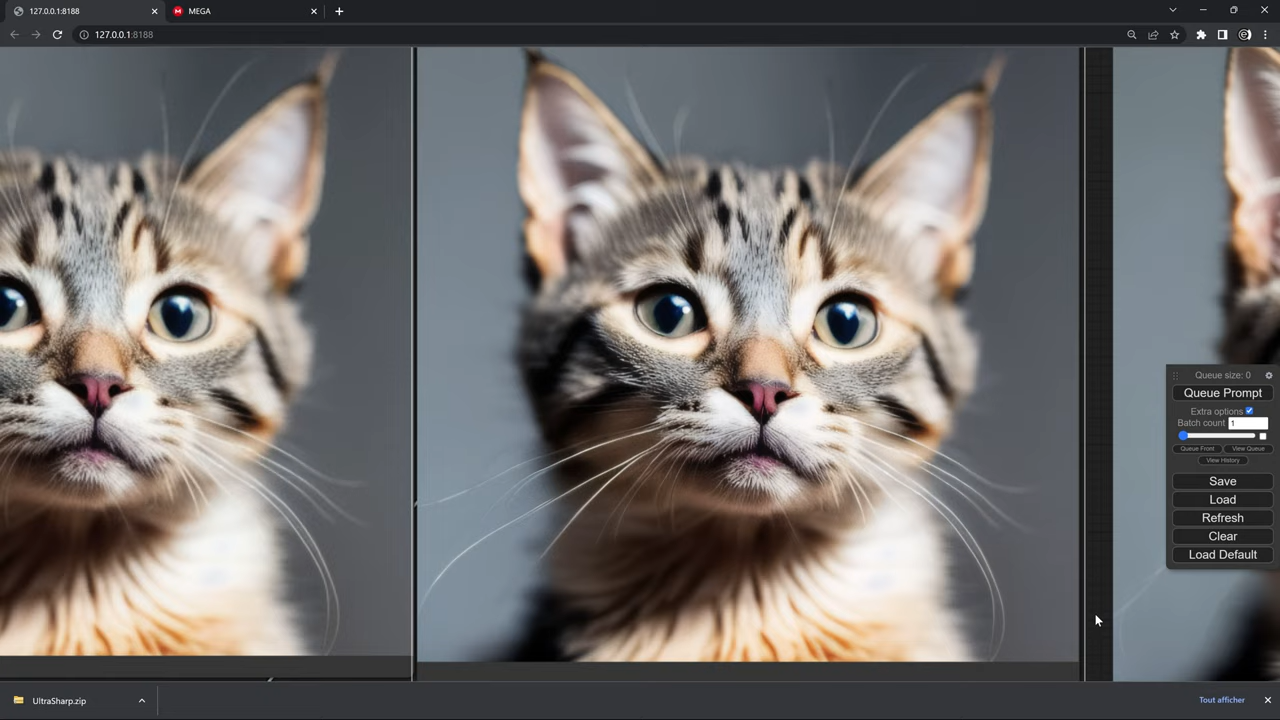 127.0.0.1:8188
MEGA
127.0.0.1:8188
Queue size: 0
Queue Prompt
Extra options
Batch count 1
Queue Front View Queue
View History
Save
Load
Refresh
Clear
Load Default
UltraSharp.zip
Tout afficher